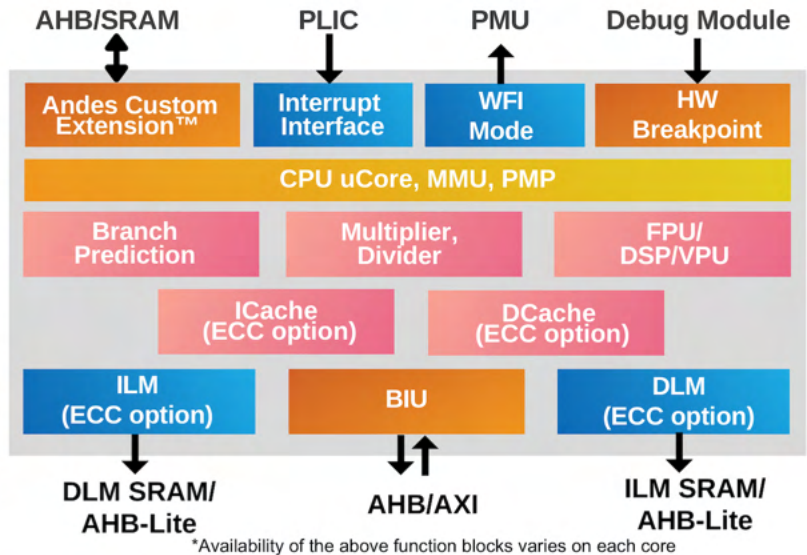 AHB/SRAM
PLIC
PMU
Debug Module
Andes Custom
Extension™
Interrupt
Interface
WFI
Mode
HW
Breakpoint
CPU uCore, MMU, PMP
Branch
Prediction
Multiplier,
Divider
FPU/
DSP/VPU
ICache
(ECC option)
DCache
(ECC option)
ILM
(ECC option)
BIU
DLM
(ECC option)
DLM SRAM/
AHB-Lite
AHB/AXI
ILM SRAM/
AHB-Lite
*Availability of the above function blocks varies on each core